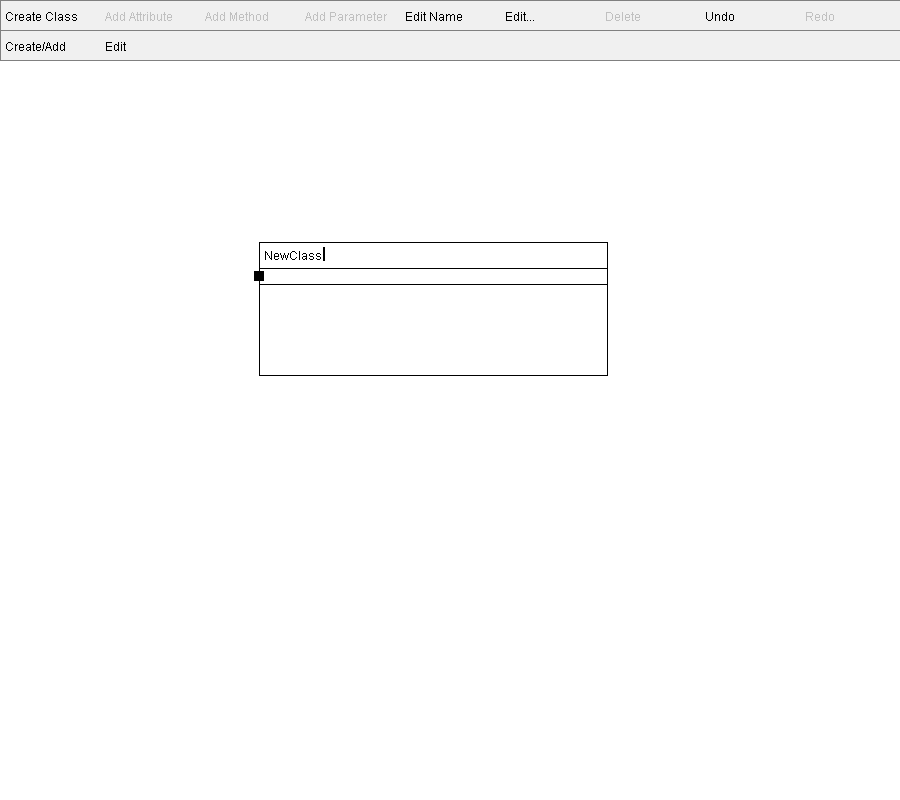 Create Class Add Attribute Add Method Add Parameter Edit Name Edit... Delete Undo Redo
Create/Add Edit
NewClass